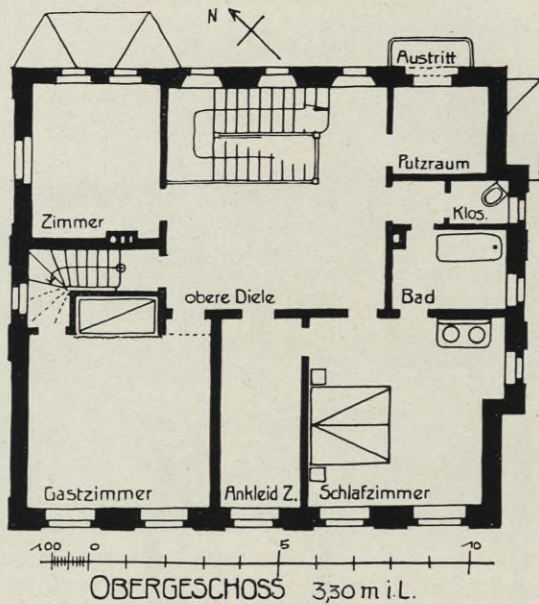 N
Austritt
Putzraum
Zimmer
Klos.
obere Diele
Bad
Gastzimmer
Ankleid Z.
Schlafzimmer
100 0 5 10
OBERGESCHOSS 3,30 m i. L.